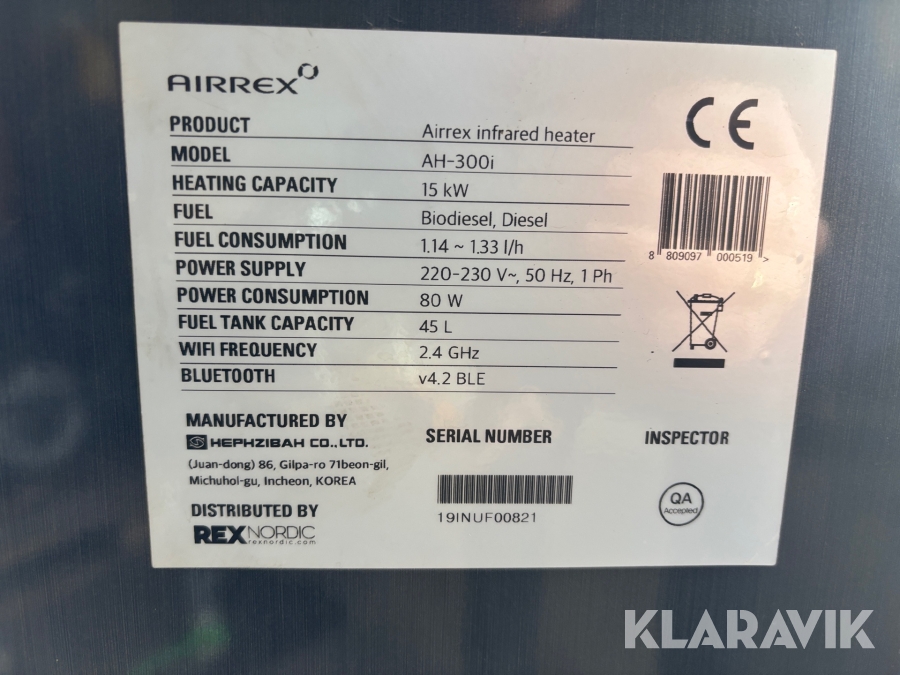 AIRREX
PRODUCT Airrex infrared heater
MODEL AH-300i
HEATING CAPACITY 15 kW
FUEL Biodiesel, Diesel
FUEL CONSUMPTION 1.14 ~ 1.33 l/h
POWER SUPPLY 220-230 V~, 50 Hz, 1 Ph
POWER CONSUMPTION 80 W
FUEL TANK CAPACITY 45 L
WIFI FREQUENCY 2.4 GHz
BLUETOOTH v4.2 BLE
CE
8 809097 000519 >
MANUFACTURED BY
HEPHZIBAH CO.,LTD.
(Juan-dong) 86, Gilpa-ro 71beon-gil,
Michuhol-gu, Incheon, KOREA
DISTRIBUTED BY
REXNORDIC
rexnordic.com
SERIAL NUMBER
19INUF00821
INSPECTOR
QA
Accepted
KLARAVIK